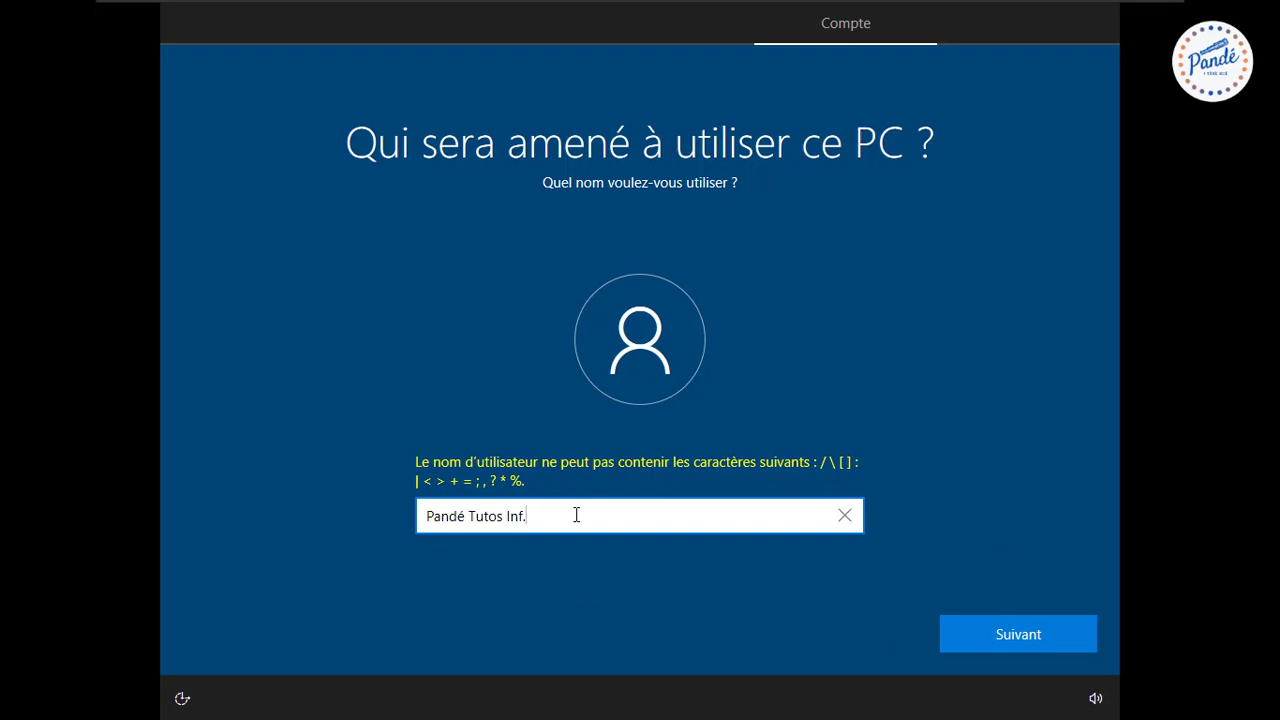 Compte
Pandé
Qui sera amené à utiliser ce PC ?
Quel nom voulez-vous utiliser ?
Le nom d'utilisateur ne peut pas contenir les caractères suivants : / \ [ ] :
| < > + = ; , ? * %.
Pandé Tutos Inf.
Suivant